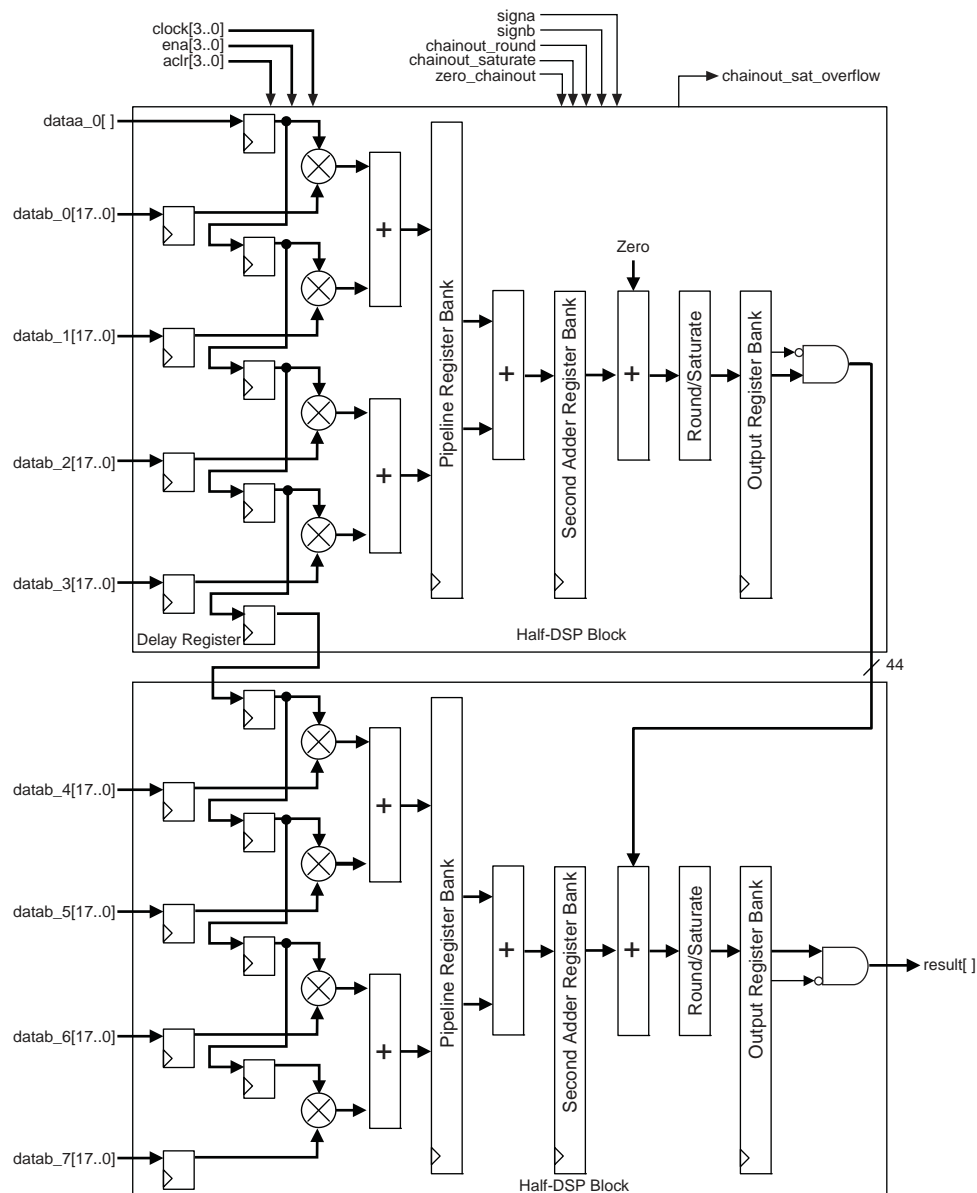 clock[3..0]
ena[3..0]
aclr[3..0]
signa
signb
chainout_round
chainout_saturate
zero_chainout
chainout_sat_overflow
dataa_0[ ]
datab_0[17..0]
Zero
datab_1[17..0]
+
+
+
+
+
Pipeline Register Bank
Second Adder Register Bank
Round/Saturate
Output Register Bank
datab_2[17..0]
datab_3[17..0]
Delay Register
Half-DSP Block
44
datab_4[17..0]
datab_5[17..0]
+
+
+
+
Pipeline Register Bank
Second Adder Register Bank
Round/Saturate
Output Register Bank
result[ ]
datab_6[17..0]
datab_7[17..0]
Half-DSP Block